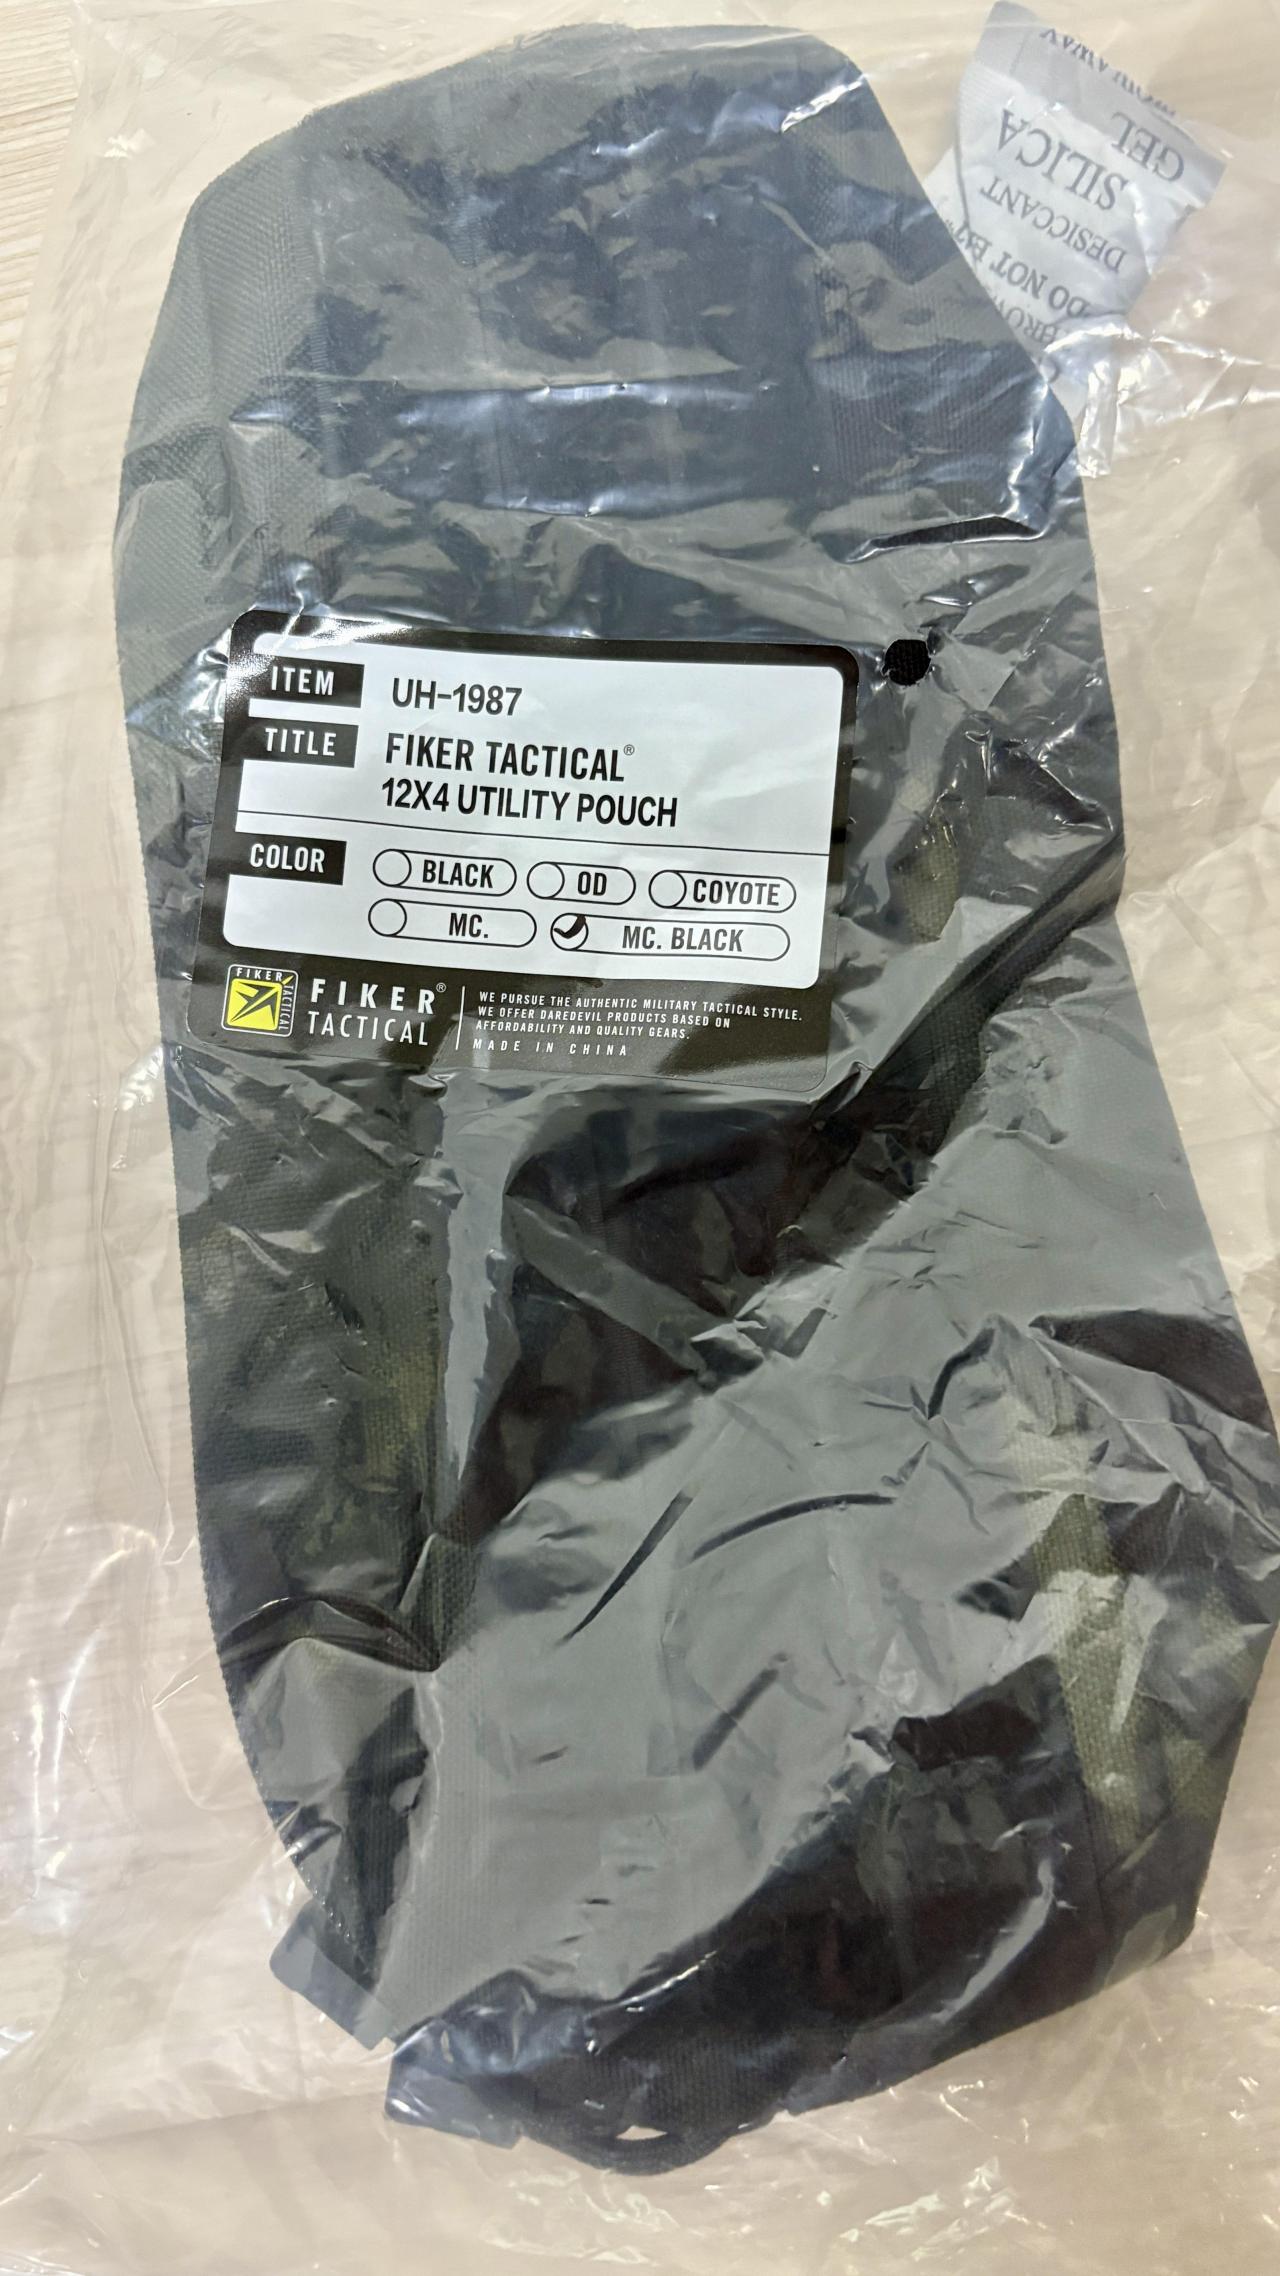 ITEM UH-1987
TITLE FIKER TACTICAL®
12X4 UTILITY POUCH
COLOR BLACK OD COYOTE
MC. MC. BLACK
FIKER TACTICAL
FIKER®
TACTICAL
WE PURSUE THE AUTHENTIC MILITARY TACTICAL STYLE.
WE OFFER DAREDEVIL PRODUCTS BASED ON
AFFORDABILITY AND QUALITY GEARS.
MADE IN CHINA
AWAY
SILICA
GEL
DESICCANT
DO NOT